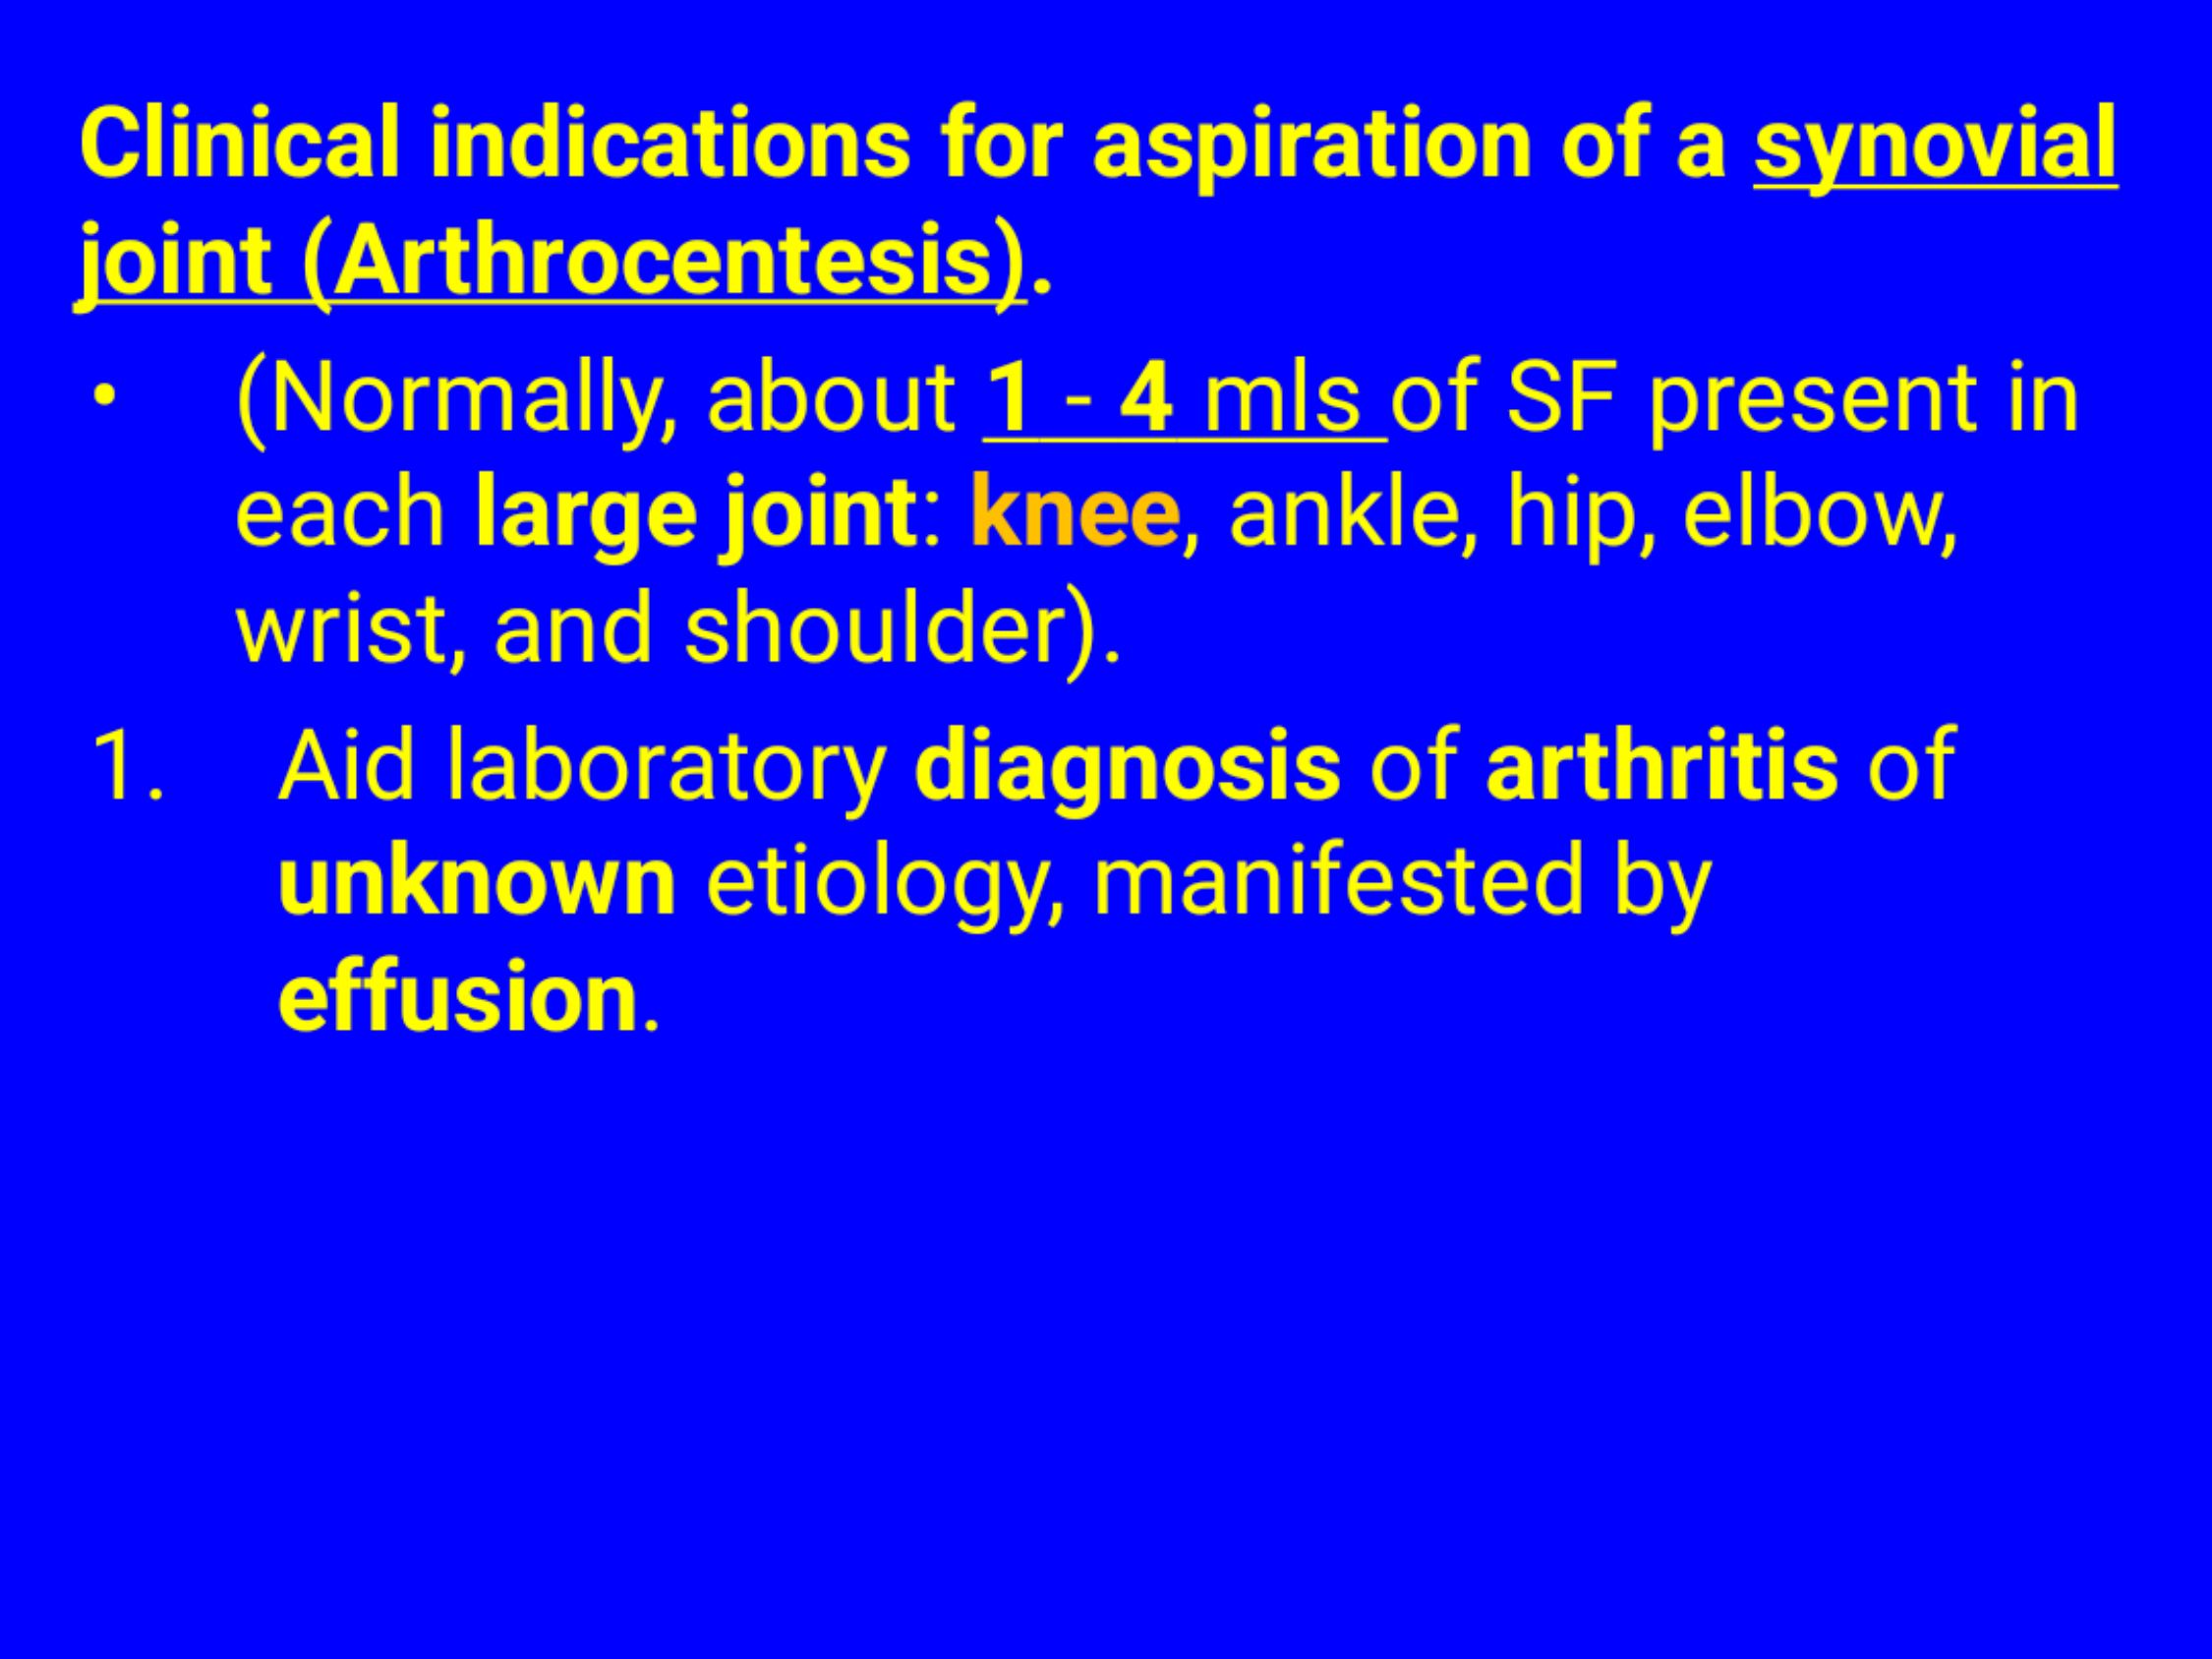 Clinical indications for aspiration of a synovial
joint (Arthrocentesis).
• (Normally, about 1 - 4 mls of SF present in
each large joint: knee, ankle, hip, elbow,
wrist, and shoulder).
1. Aid laboratory diagnosis of arthritis of
unknown etiology, manifested by
effusion.